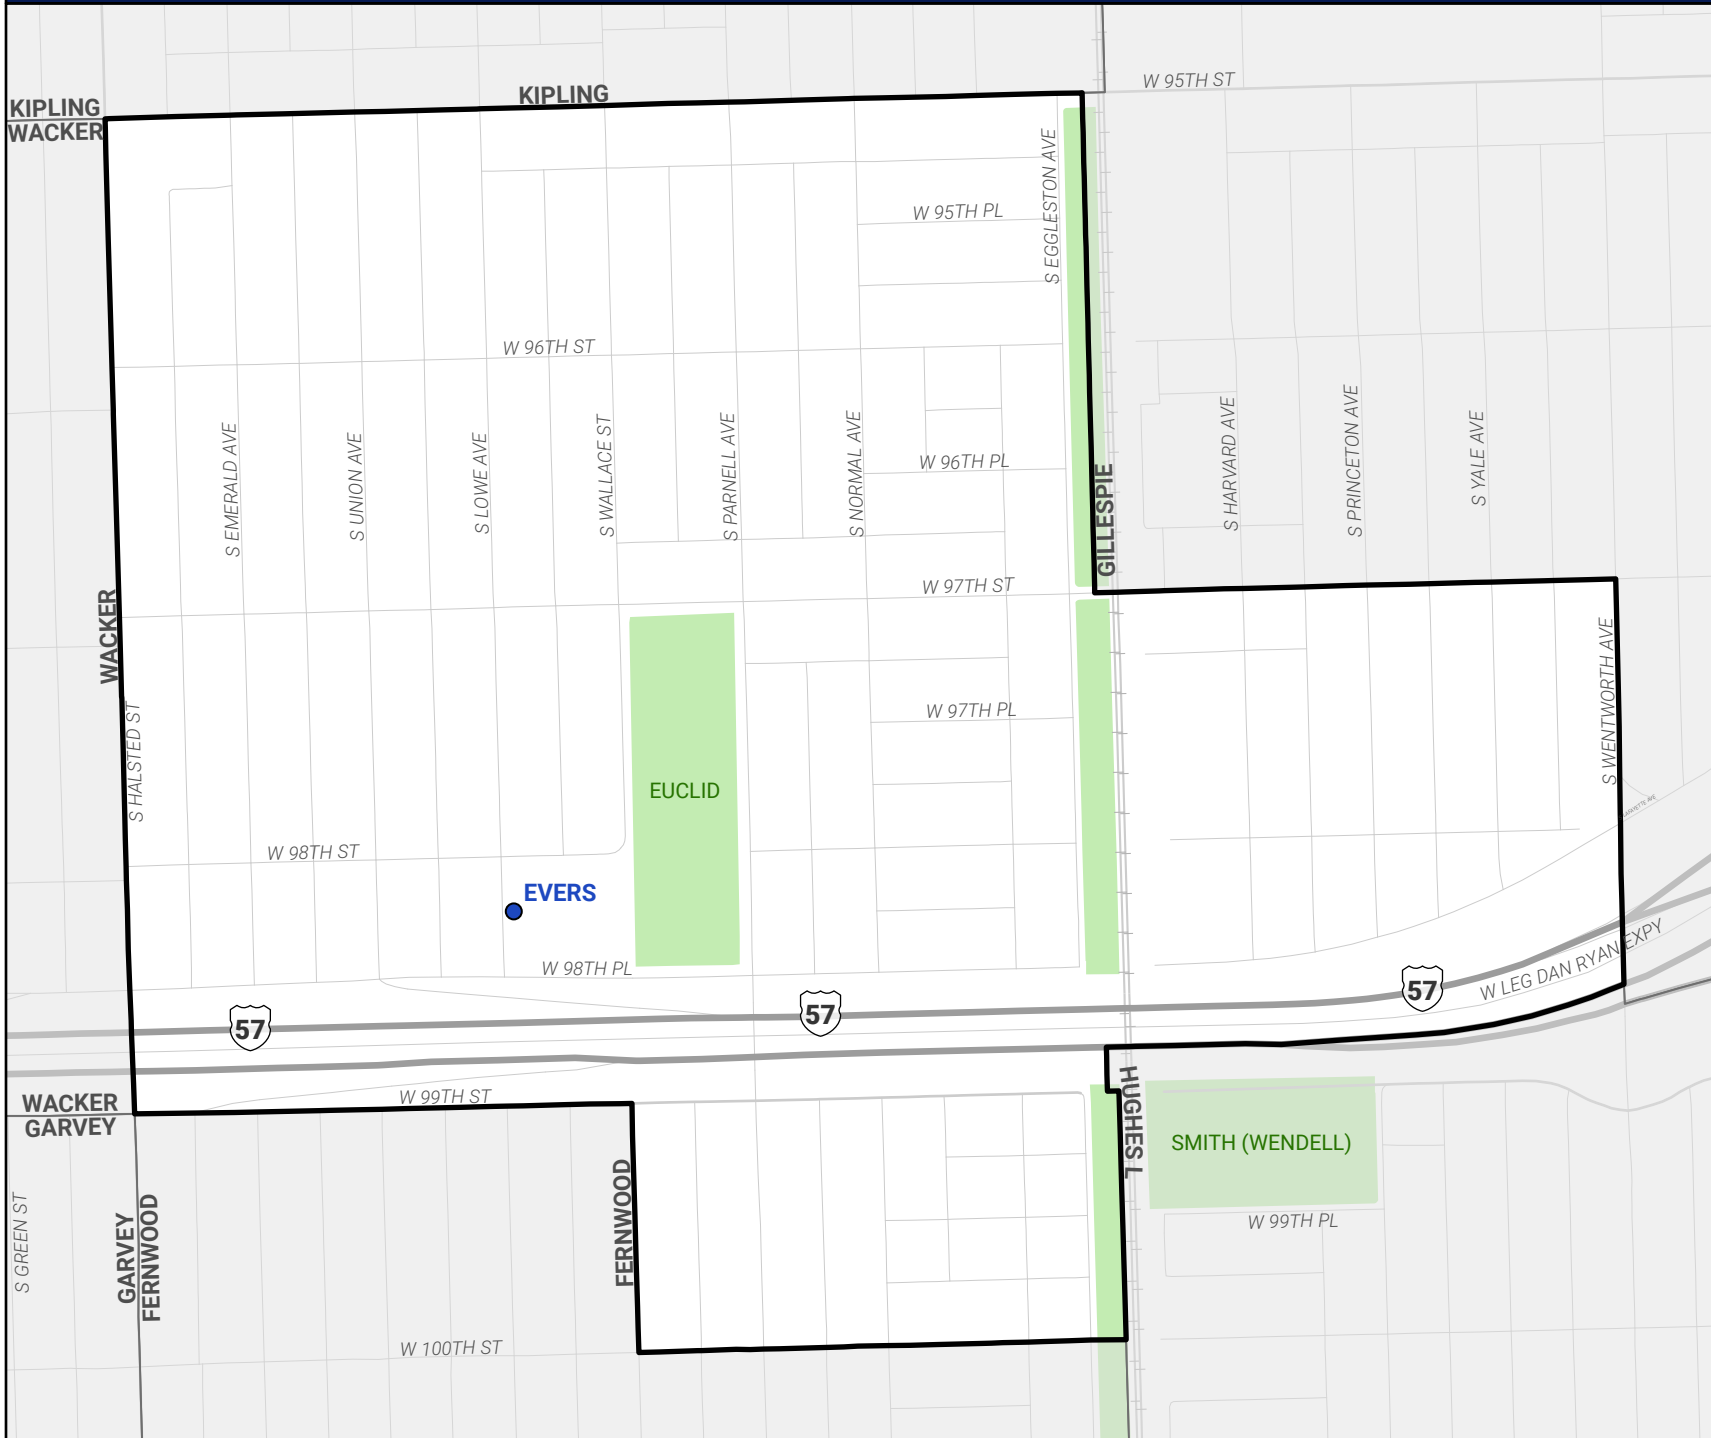 W 95TH ST
KIPLING
KIPLING
WACKER
S EGGLESTON AVE
W 95TH PL
W 96TH ST
S EMERALD AVE
S UNION AVE
S LOWE AVE
S WALLACE ST
S PARNELL AVE
S NORMAL AVE
W 96TH PL
GILLESPIE
S HARVARD AVE
S PRINCETON AVE
S YALE AVE
W 97TH ST
WACKER
S HALSTED ST
EUCLID
W 97TH PL
S WENTWORTH AVE
LAFAYETTE AVE
W 98TH ST
EVERS
W 98TH PL
57
57
57
W LEG DAN RYAN EXPY
WACKER
GARVEY
W 99TH ST
HUGHES L
SMITH (WENDELL)
S GREEN ST
GARVEY
FERNWOOD
FERNWOOD
W 99TH PL
W 100TH ST